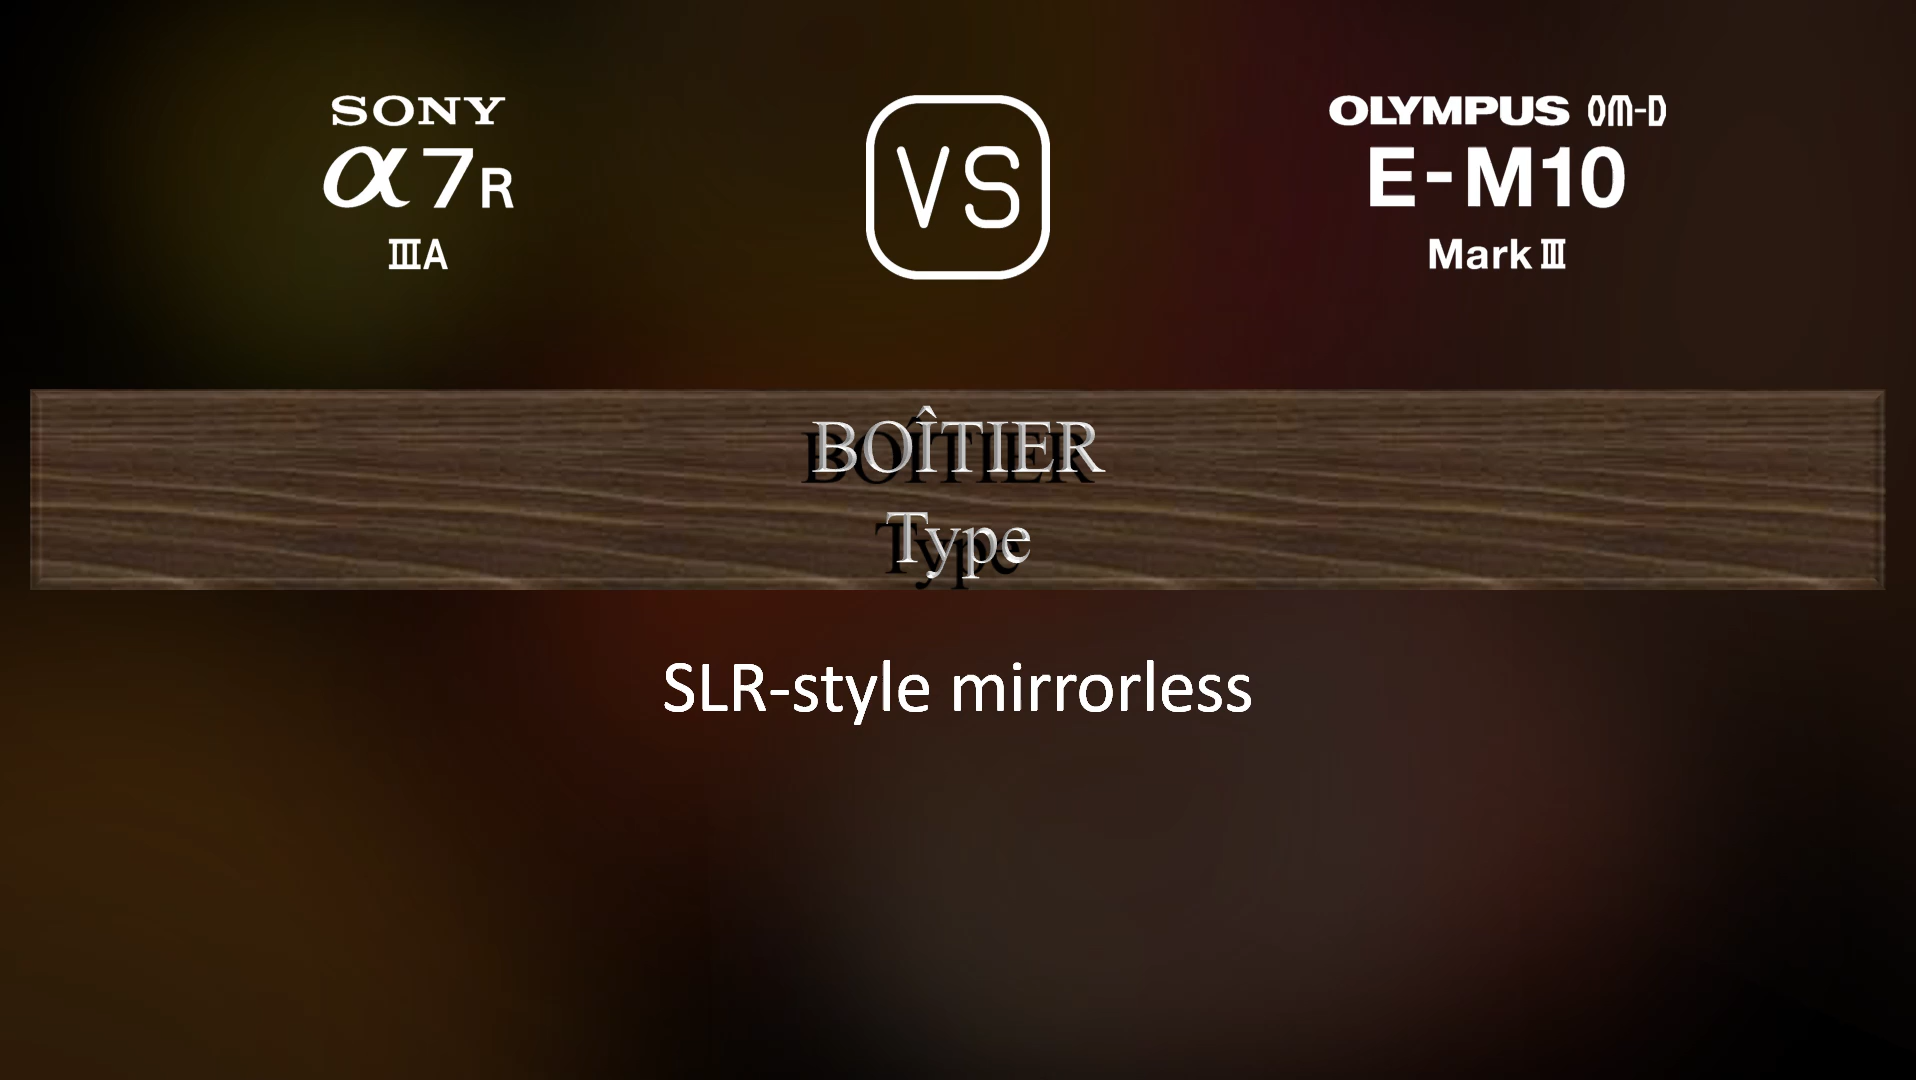 SONY
α7R
ⅢA
VS
OLYMPUS OM-D
E-M10
Mark Ⅲ
BOÎTIER
Type
SLR-style mirrorless